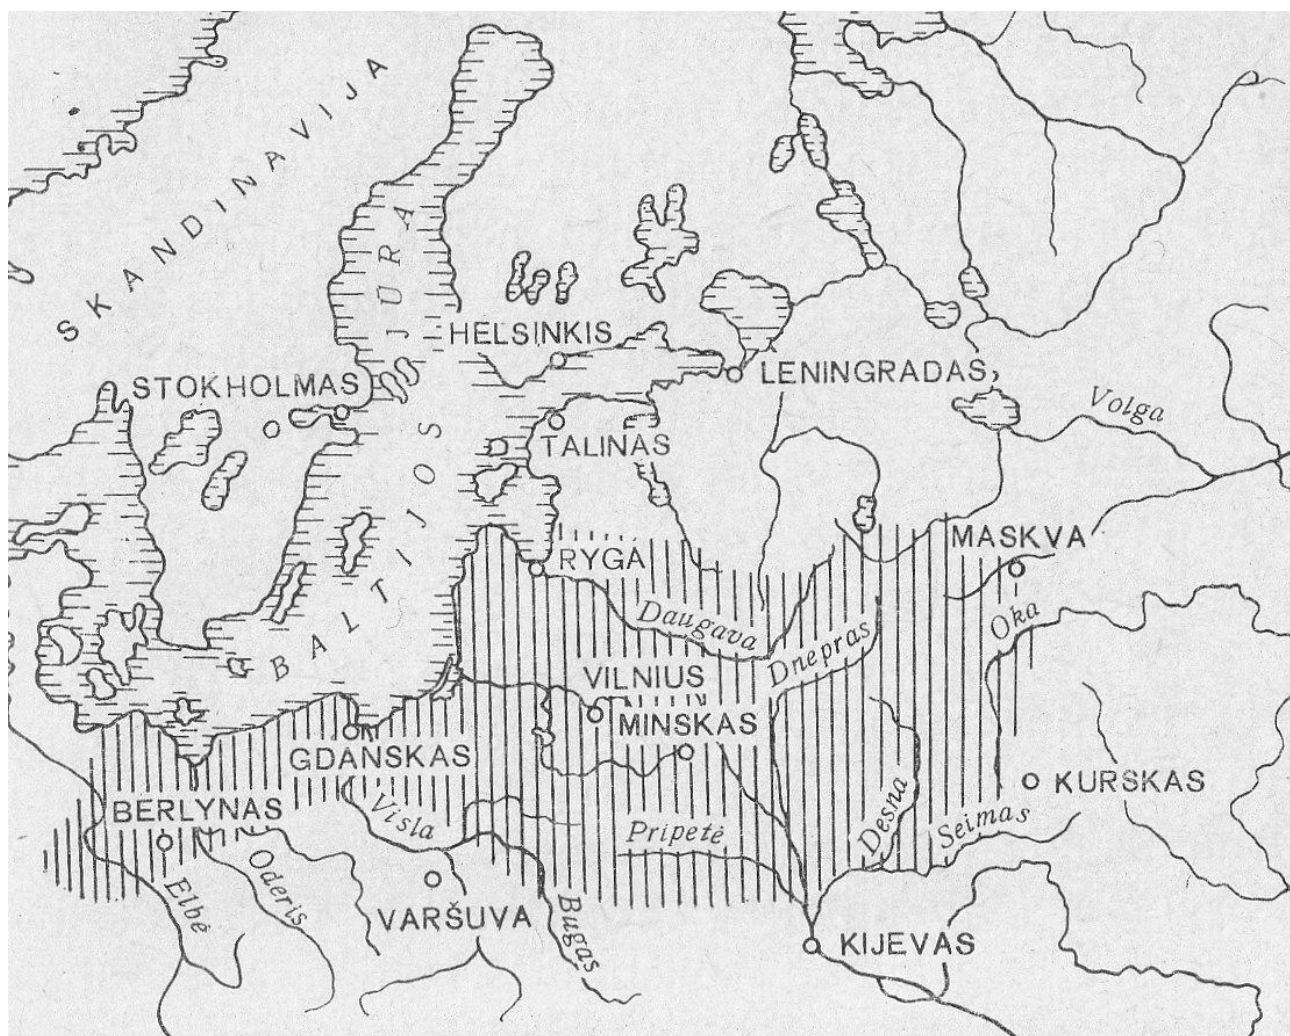 SKANDINAVIJA
BALTIJOS JŪRA
HELSINKIS
STOKHOLMAS
LENINGRADAS,
Volga
TALINAS
RYGA
MASKVA
Daugava
Dnepras
Oka
VILNIUS
MINSKAS
GDANSKAS
KURSKAS
BERLYNAS
Visla
Pripetė
Desna
Seimas
Elbė
Oderis
VARŠUVA
Bugas
KIJEVAS